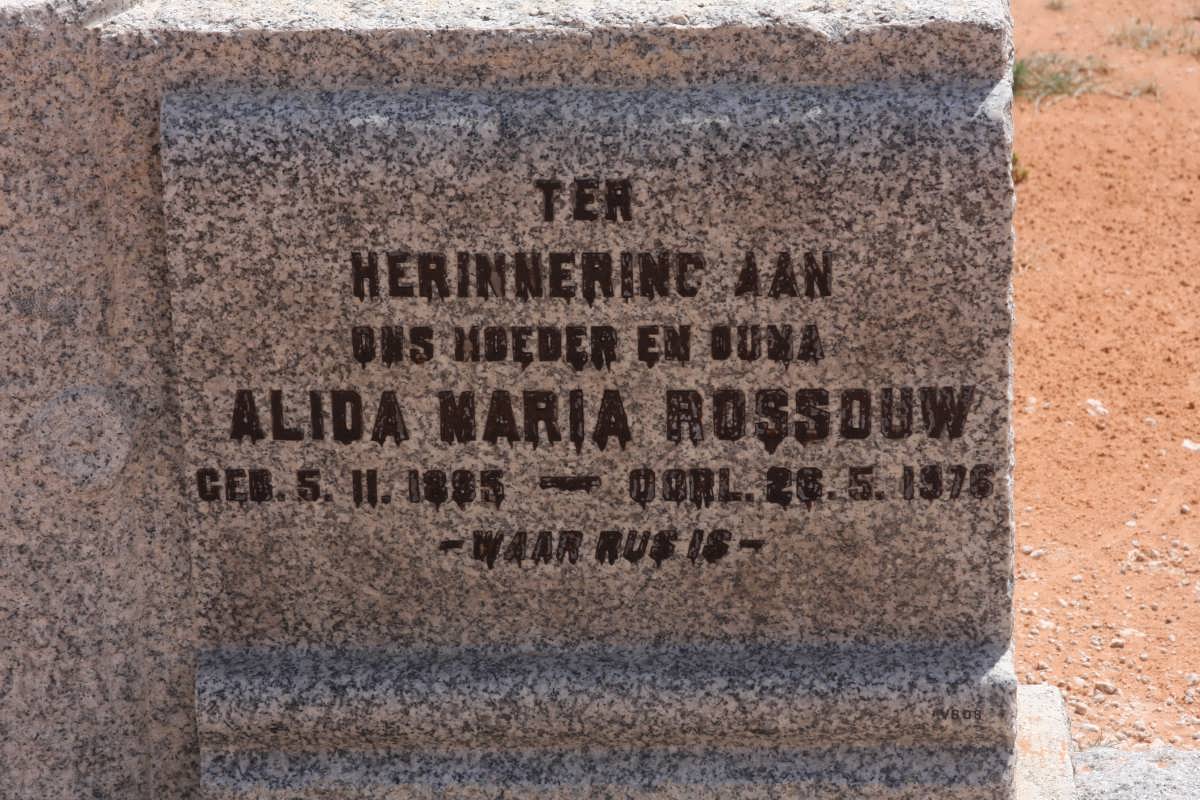 TER
HERINNERING AAN
ONS MOEDER EN OUMA
ALIDA MARIA ROSSOUW
GEB. 5. 11. 1895 — OORL. 26. 5. 1976
- WAAR RUS IS -